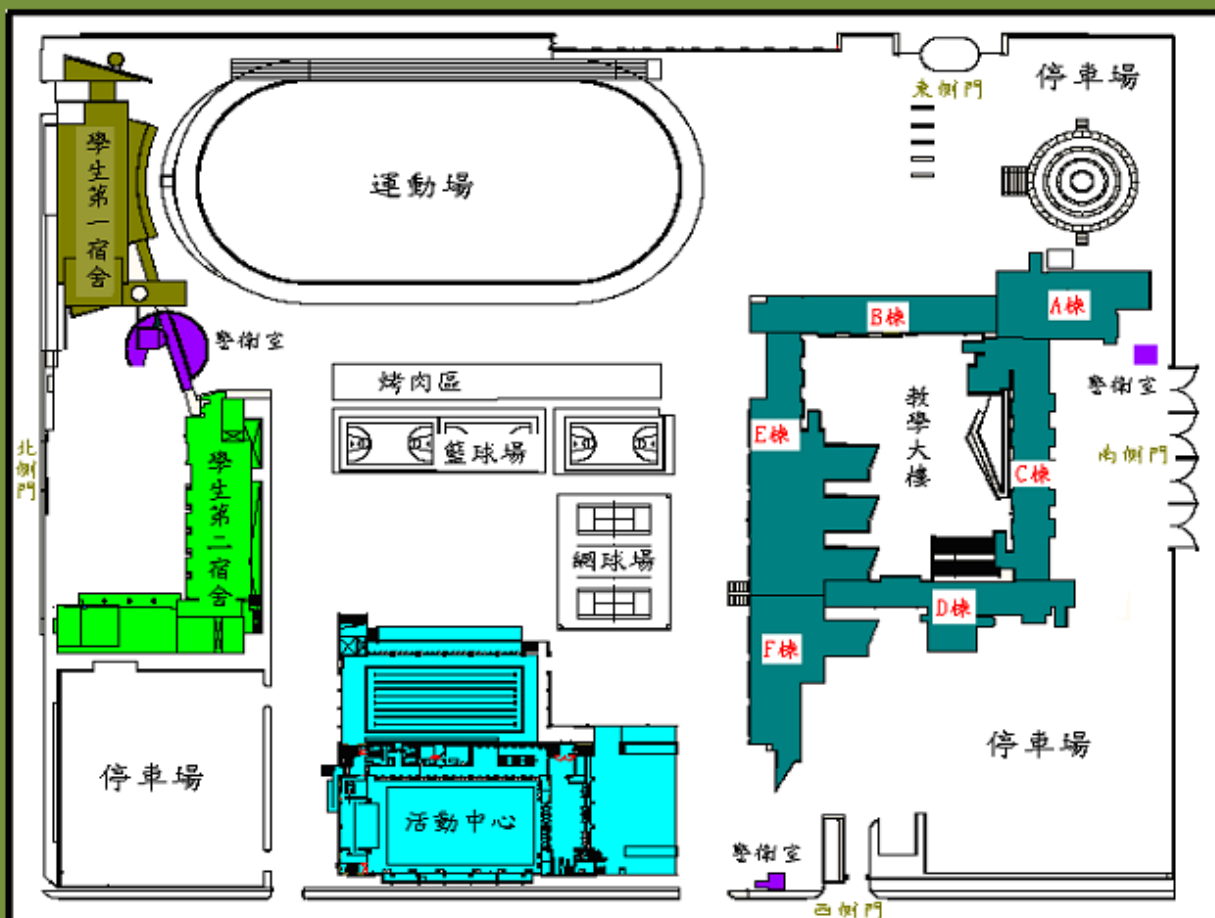 停車場
東側門
學生第一宿舍
運動場
A棟
B棟
警衛室
警衛室
烤肉區
教學大樓
E棟
籃球場
北側門
南側門
C棟
學生第二宿舍
網球場
D棟
F棟
停車場
停車場
活動中心
警衛室
西側門